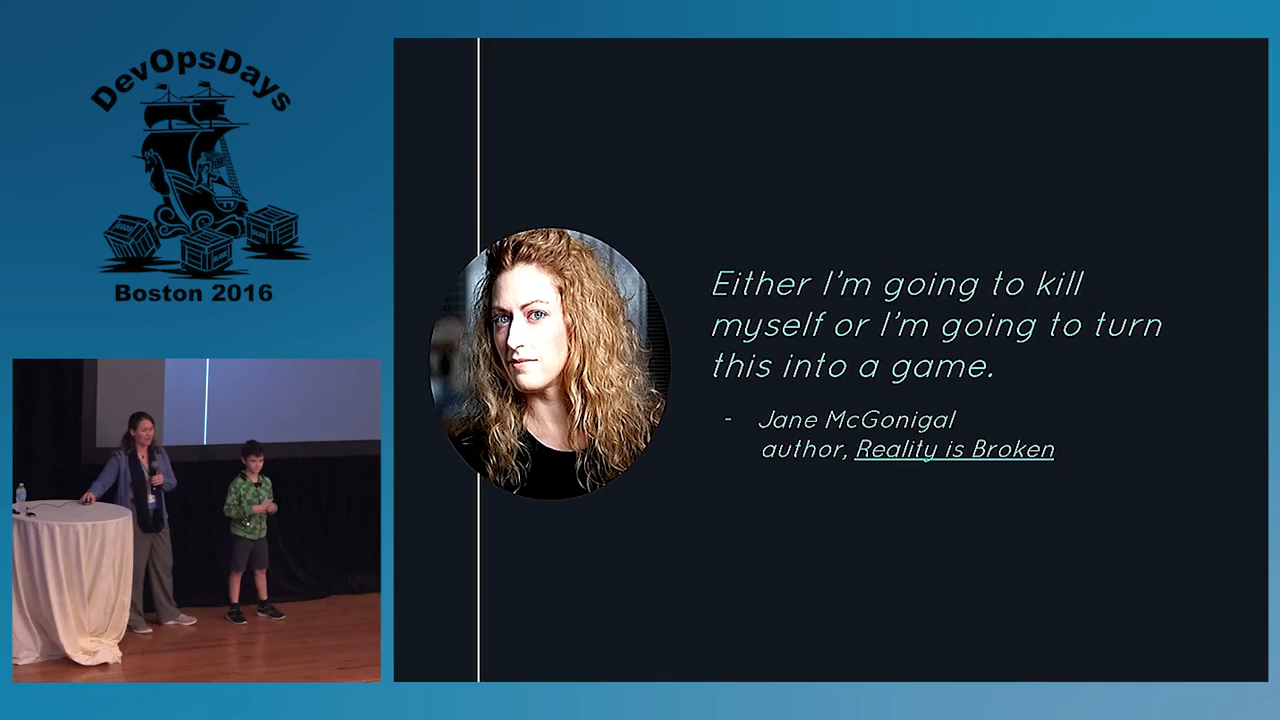 DevOpsDays
Boston 2016
Either I'm going to kill
myself or I'm going to turn
this into a game.
- Jane McGonigal
author, Reality is Broken